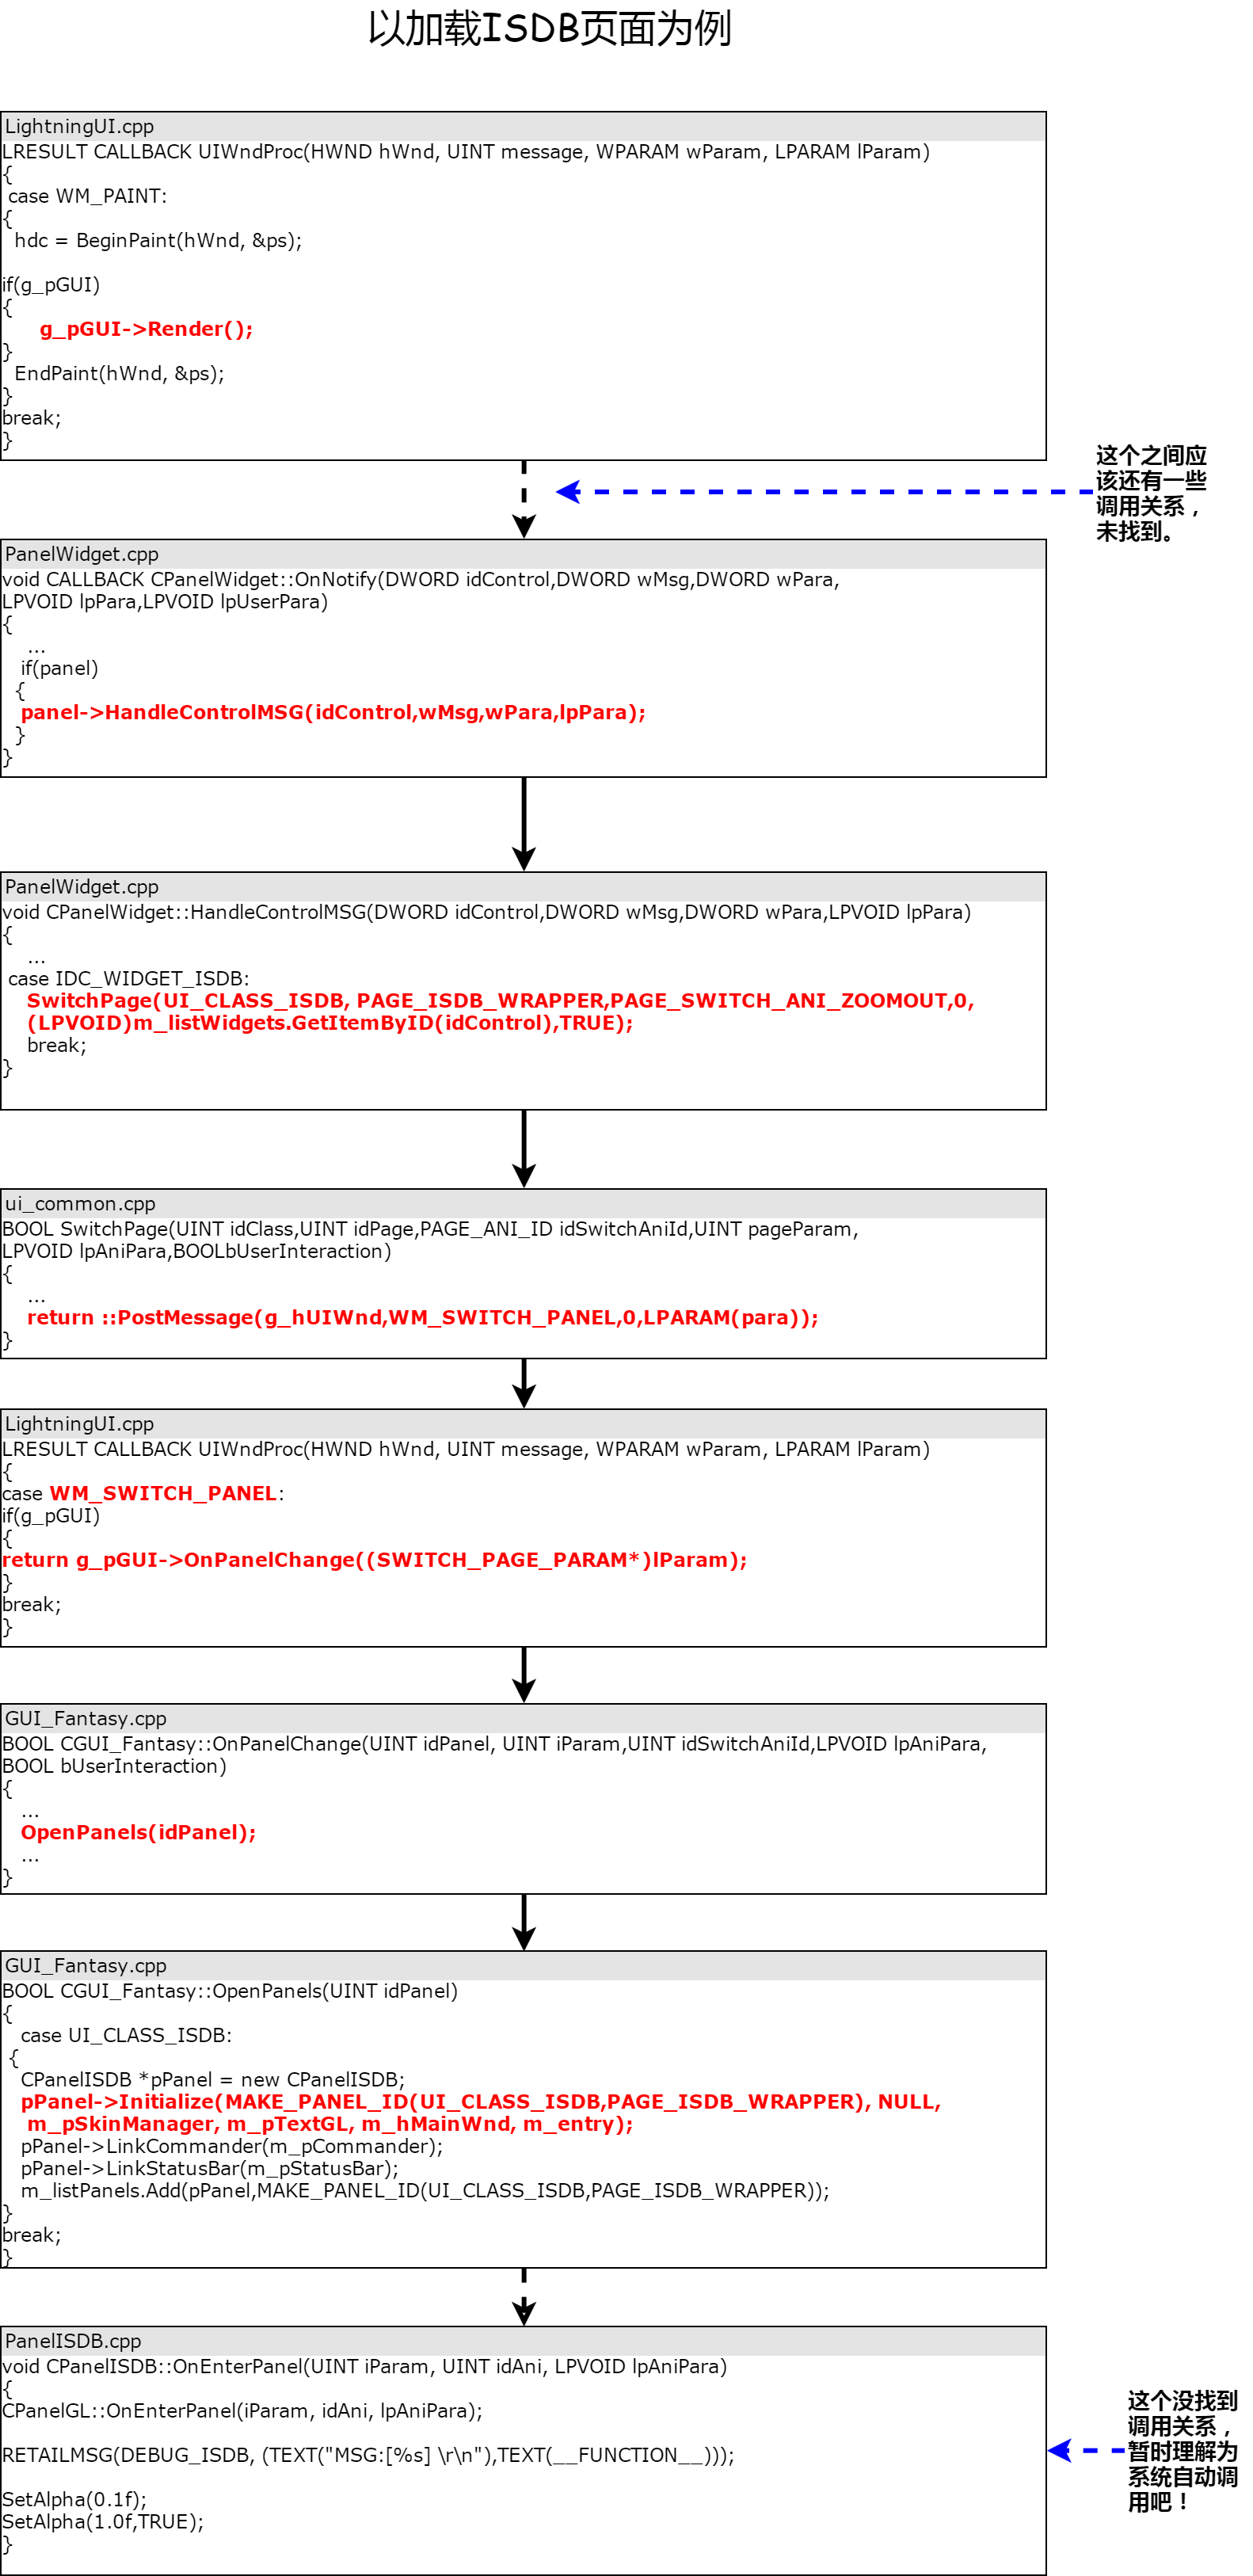 以加载ISDB页面为例
LightningUI.cpp
LRESULT CALLBACK UIWndProc(HWND hWnd, UINT message, WPARAM wParam, LPARAM lParam)
{
case WM_PAINT:
{
hdc = BeginPaint(hWnd, &ps);
if(g_pGUI)
{
g_pGUI->Render();
}
EndPaint(hWnd, &ps);
}
break;
}
这个之间应
该还有一些
调用关系，
未找到。
PanelWidget.cpp
void CALLBACK CPanelWidget::OnNotify(DWORD idControl,DWORD wMsg,DWORD wPara,
LPVOID lpPara,LPVOID lpUserPara)
{
...
if(panel)
{
panel->HandleControlMSG(idControl,wMsg,wPara,lpPara);
}
}
PanelWidget.cpp
void CPanelWidget::HandleControlMSG(DWORD idControl,DWORD wMsg,DWORD wPara,LPVOID lpPara)
{
...
case IDC_WIDGET_ISDB:
SwitchPage(UI_CLASS_ISDB, PAGE_ISDB_WRAPPER,PAGE_SWITCH_ANI_ZOOMOUT,0,
(LPVOID)m_listWidgets.GetItemByID(idControl),TRUE);
break;
}
ui_common.cpp
BOOL SwitchPage(UINT idClass,UINT idPage,PAGE_ANI_ID idSwitchAniId,UINT pageParam,
LPVOID lpAniPara,BOOLbUserInteraction)
{
...
return ::PostMessage(g_hUIWnd,WM_SWITCH_PANEL,0,LPARAM(para));
}
LightningUI.cpp
LRESULT CALLBACK UIWndProc(HWND hWnd, UINT message, WPARAM wParam, LPARAM lParam)
{
case WM_SWITCH_PANEL:
if(g_pGUI)
{
return g_pGUI->OnPanelChange((SWITCH_PAGE_PARAM*)lParam);
}
break;
}
GUI_Fantasy.cpp
BOOL CGUI_Fantasy::OnPanelChange(UINT idPanel, UINT iParam,UINT idSwitchAniId,LPVOID lpAniPara,
BOOL bUserInteraction)
{
...
OpenPanels(idPanel);
...
}
GUI_Fantasy.cpp
BOOL CGUI_Fantasy::OpenPanels(UINT idPanel)
{
case UI_CLASS_ISDB:
{
CPanelISDB *pPanel = new CPanelISDB;
pPanel->Initialize(MAKE_PANEL_ID(UI_CLASS_ISDB,PAGE_ISDB_WRAPPER), NULL,
m_pSkinManager, m_pTextGL, m_hMainWnd, m_entry);
pPanel->LinkCommander(m_pCommander);
pPanel->LinkStatusBar(m_pStatusBar);
m_listPanels.Add(pPanel,MAKE_PANEL_ID(UI_CLASS_ISDB,PAGE_ISDB_WRAPPER));
}
break;
}
PanelISDB.cpp
void CPanelISDB::OnEnterPanel(UINT iParam, UINT idAni, LPVOID lpAniPara)
{
CPanelGL::OnEnterPanel(iParam, idAni, lpAniPara);
RETAILMSG(DEBUG_ISDB, (TEXT("MSG:[%s] \r\n"),TEXT(__FUNCTION__)));
SetAlpha(0.1f);
SetAlpha(1.0f,TRUE);
}
这个没找到
调用关系，
暂时理解为
系统自动调
用吧！